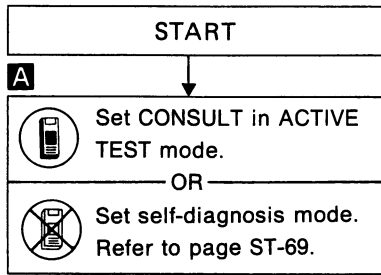 START
A
Set CONSULT in ACTIVE
TEST mode.
OR
Set self-diagnosis mode.
Refer to page ST-69.